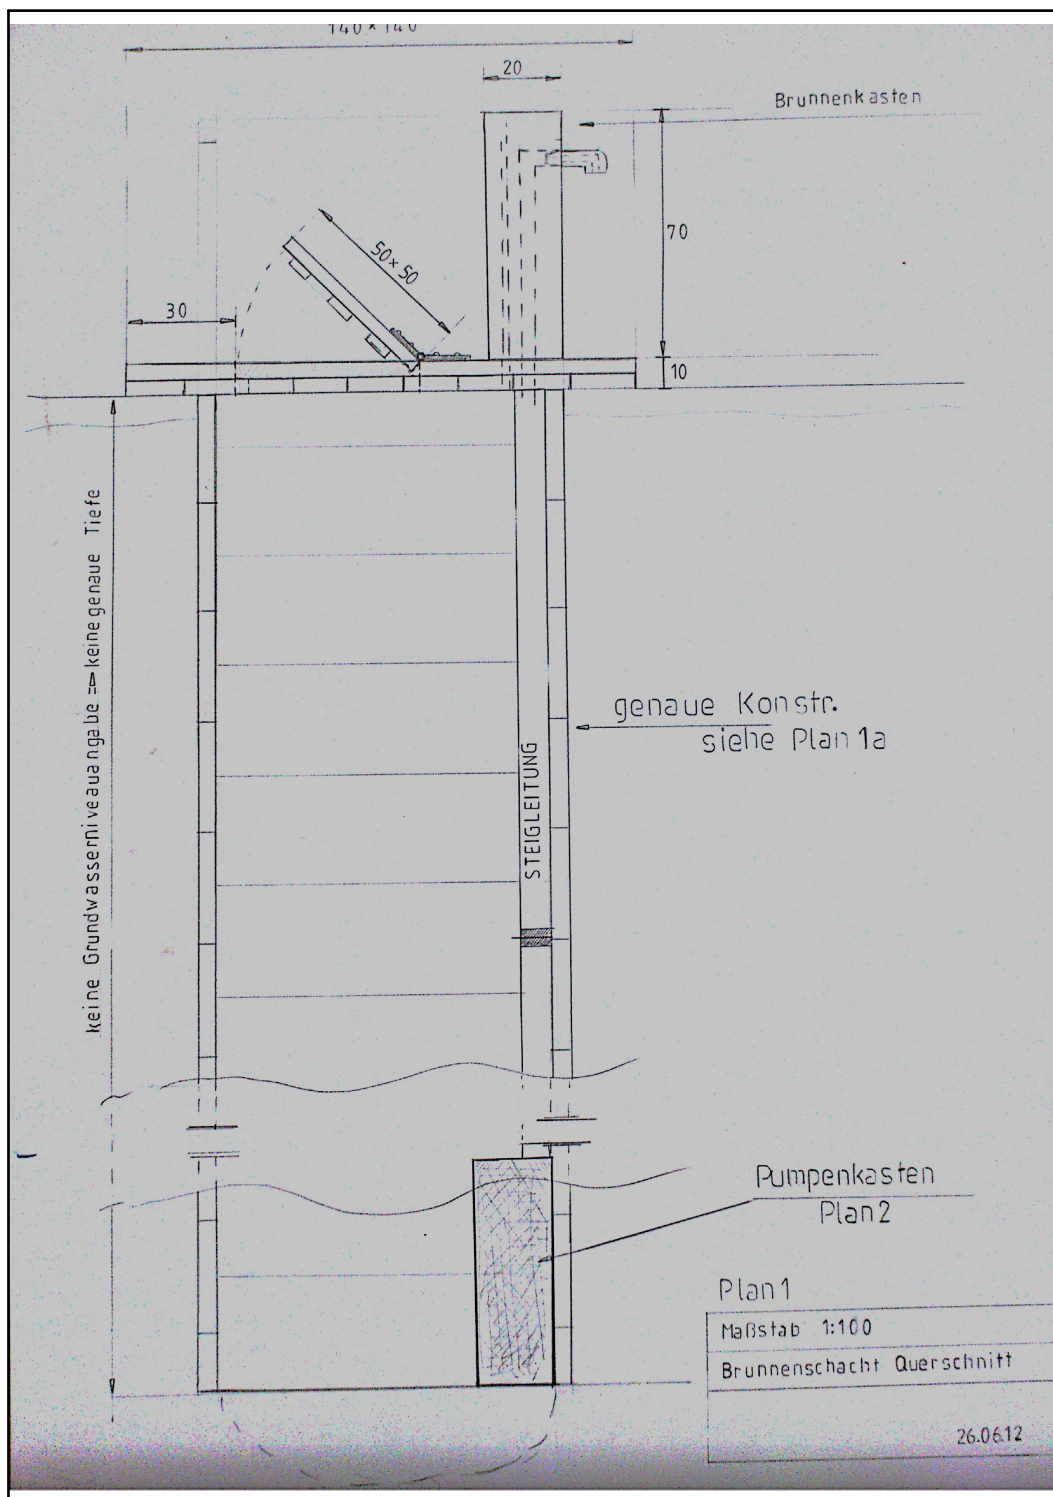 140×140
20
Brunnenkasten
70
50×50
30
10
keine Grundwasserniveauangabe => keine genaue Tiefe
genaue Konstr.
siehe Plan 1a
STEIGLEITUNG
Pumpenkasten
Plan 2
Plan 1
Maßstab 1:100
Brunnenschacht Querschnitt
26.06.12